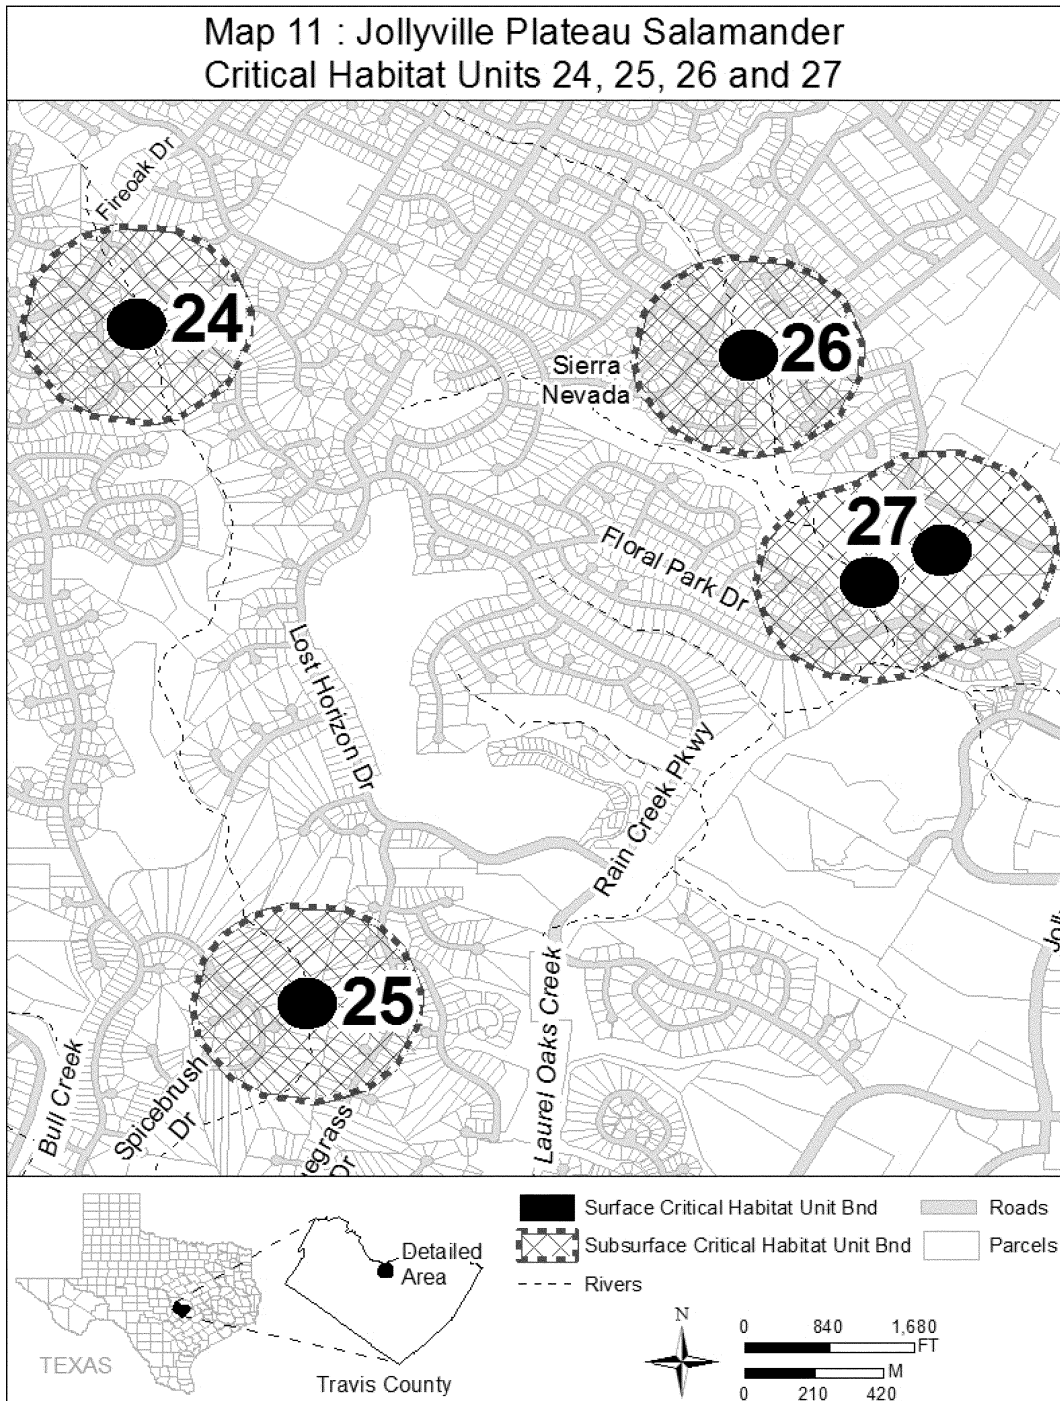 Map 11 : Jollyville Plateau Salamander
Critical Habitat Units 24, 25, 26 and 27
Fireoak Dr
24
26
Sierra
Nevada
27
Floral Park Dr
Lost Horizon Dr
Rain Creek Pkwy
25
Bull Creek
Spicebrush
Dr
egrass
Dr
Laurel Oaks Creek
Joll
Surface Critical Habitat Unit Bnd
Roads
Subsurface Critical Habitat Unit Bnd
Parcels
Rivers
Detailed
Area
TEXAS
Travis County
N
0 840 1,680
FT
M
0 210 420